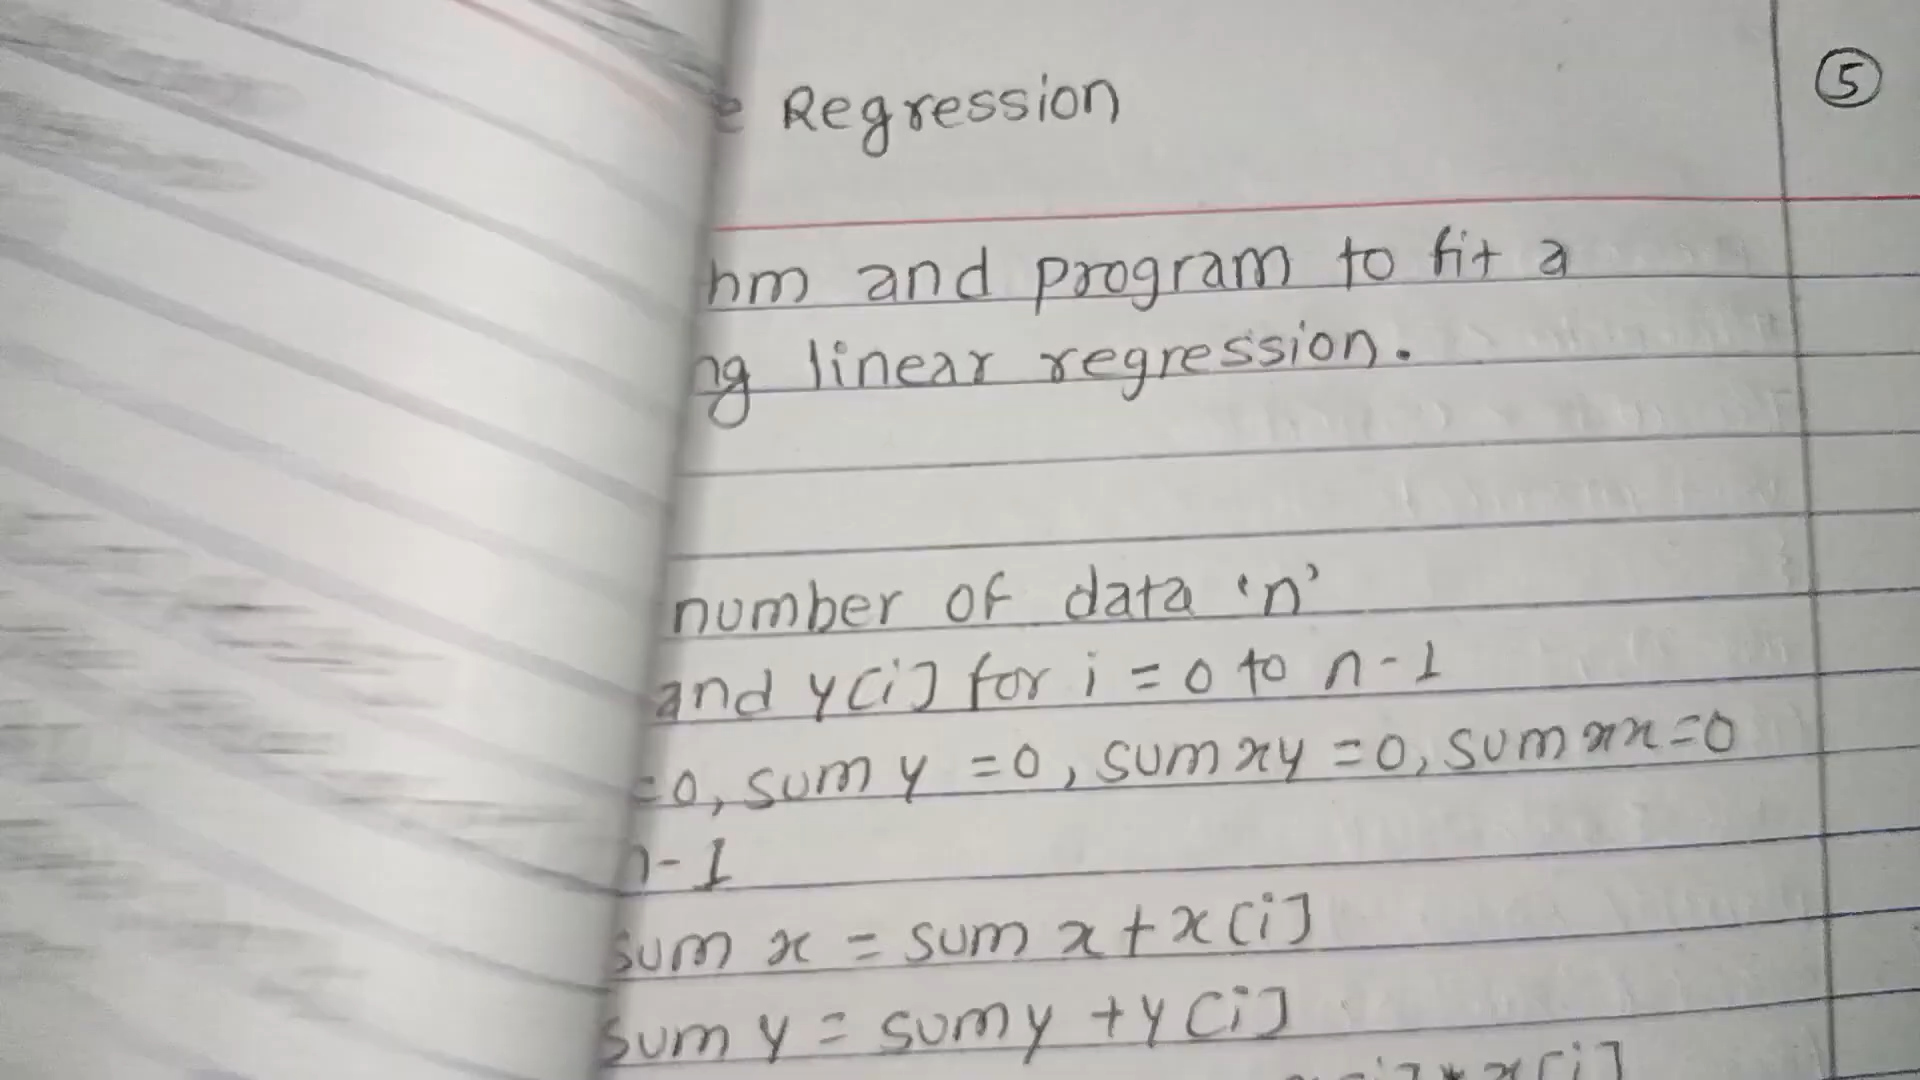 Regression
5
hm and program to fit a
ng linear regression.
number of data 'n'
and y[i] for i = 0 to n-1
=0, sum y =0, sum xy =0, sum xx=0
n-1
sum x = sum x + x[i]
sum y = sum y + y[i]
* x[i]